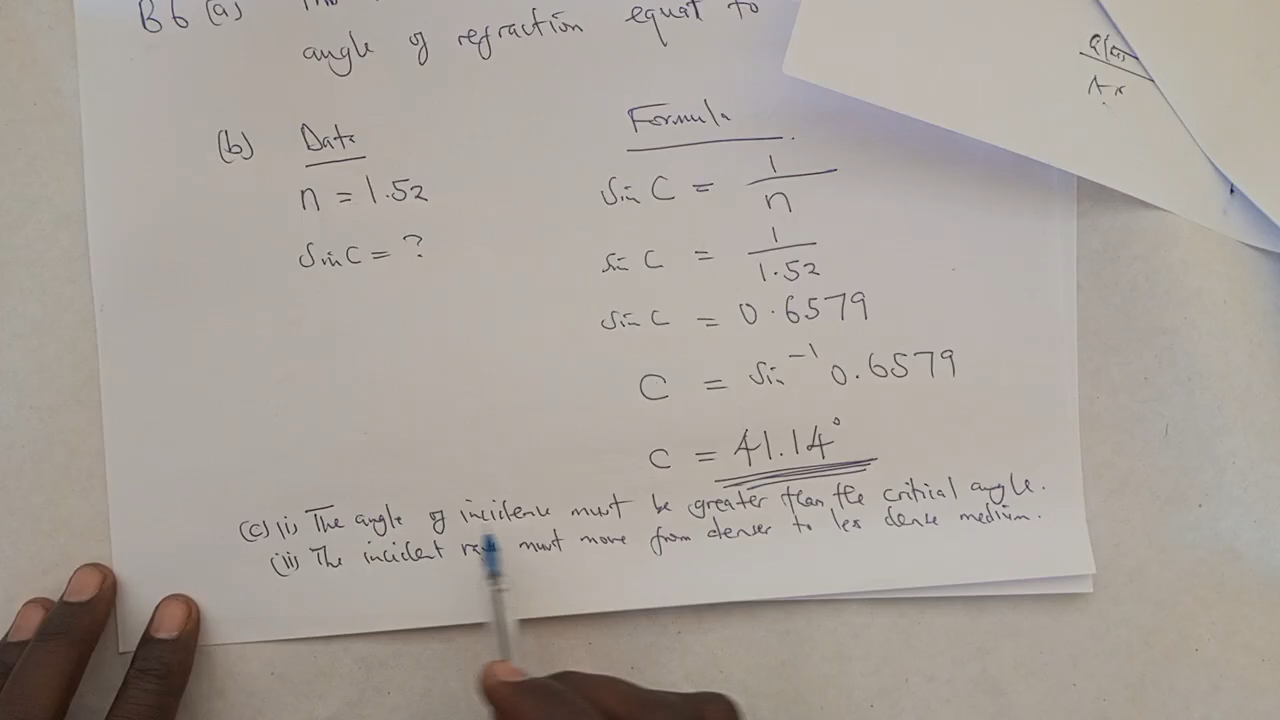 B6 (a)
angle of refraction equal to
(b) Data
n = 1.52
Sin C = ?
Formula
Sin C = 1/n
Sin C = 1/1.52
Sin C = 0.6579
C = Sin⁻¹ 0.6579
C = 41.14°
(c) (i) The angle of incidence must be greater than the critical angle.
(ii) The incident ray must move from denser to less dense medium.